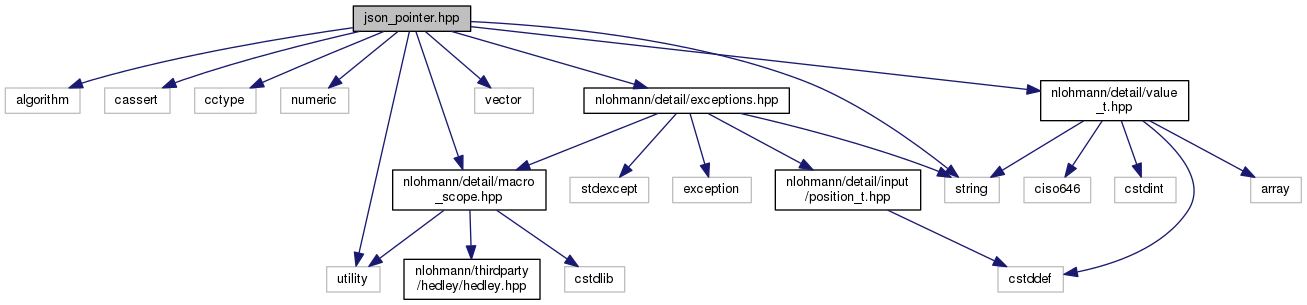 json_pointer.hpp
algorithm
cassert
cctype
numeric
vector
nlohmann/detail/exceptions.hpp
nlohmann/detail/value
_t.hpp
nlohmann/detail/macro
_scope.hpp
stdexcept
exception
nlohmann/detail/input
/position_t.hpp
string
ciso646
cstdint
array
utility
nlohmann/thirdparty
/hedley/hedley.hpp
cstdlib
cstddef